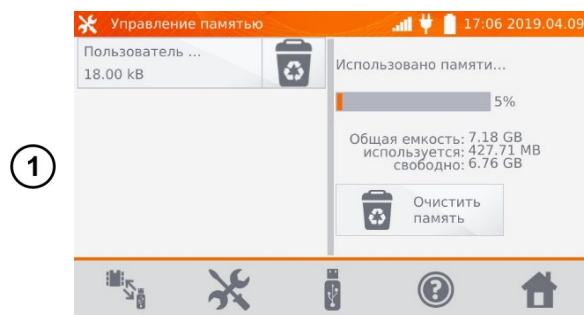 Управление памятью
17:06 2019.04.09
Пользователь ...
18.00 kB
Использовано памяти...
5%
Общая емкость: 7.18 GB
используется: 427.71 MB
свободно: 6.76 GB
Очистить
память
1
?